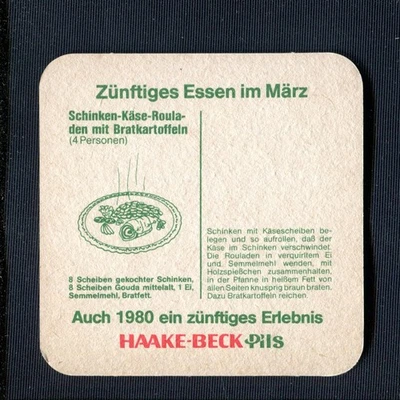 Zünftiges Essen im März
Schinken-Käse-Roula-
den mit Bratkartoffeln
(4 Personen)
8 Scheiben gekochter Schinken,
8 Scheiben Gouda mittelalt, 1 Ei,
Semmelmehl, Bratfett.
Schinken mit Käsescheiben be-
legen und so aufrollen, daß der
Käse im Schinken verschwindet.
Die Rouladen in verquirltem Ei
und Semmelmehl wenden, mit
Holzspießchen zusammenhalten,
in der Pfanne in heißem Fett von
allen Seiten knusprig braun braten.
Dazu Bratkartoffeln reichen.
Auch 1980 ein zünftiges Erlebnis
HAAKE-BECK Pils